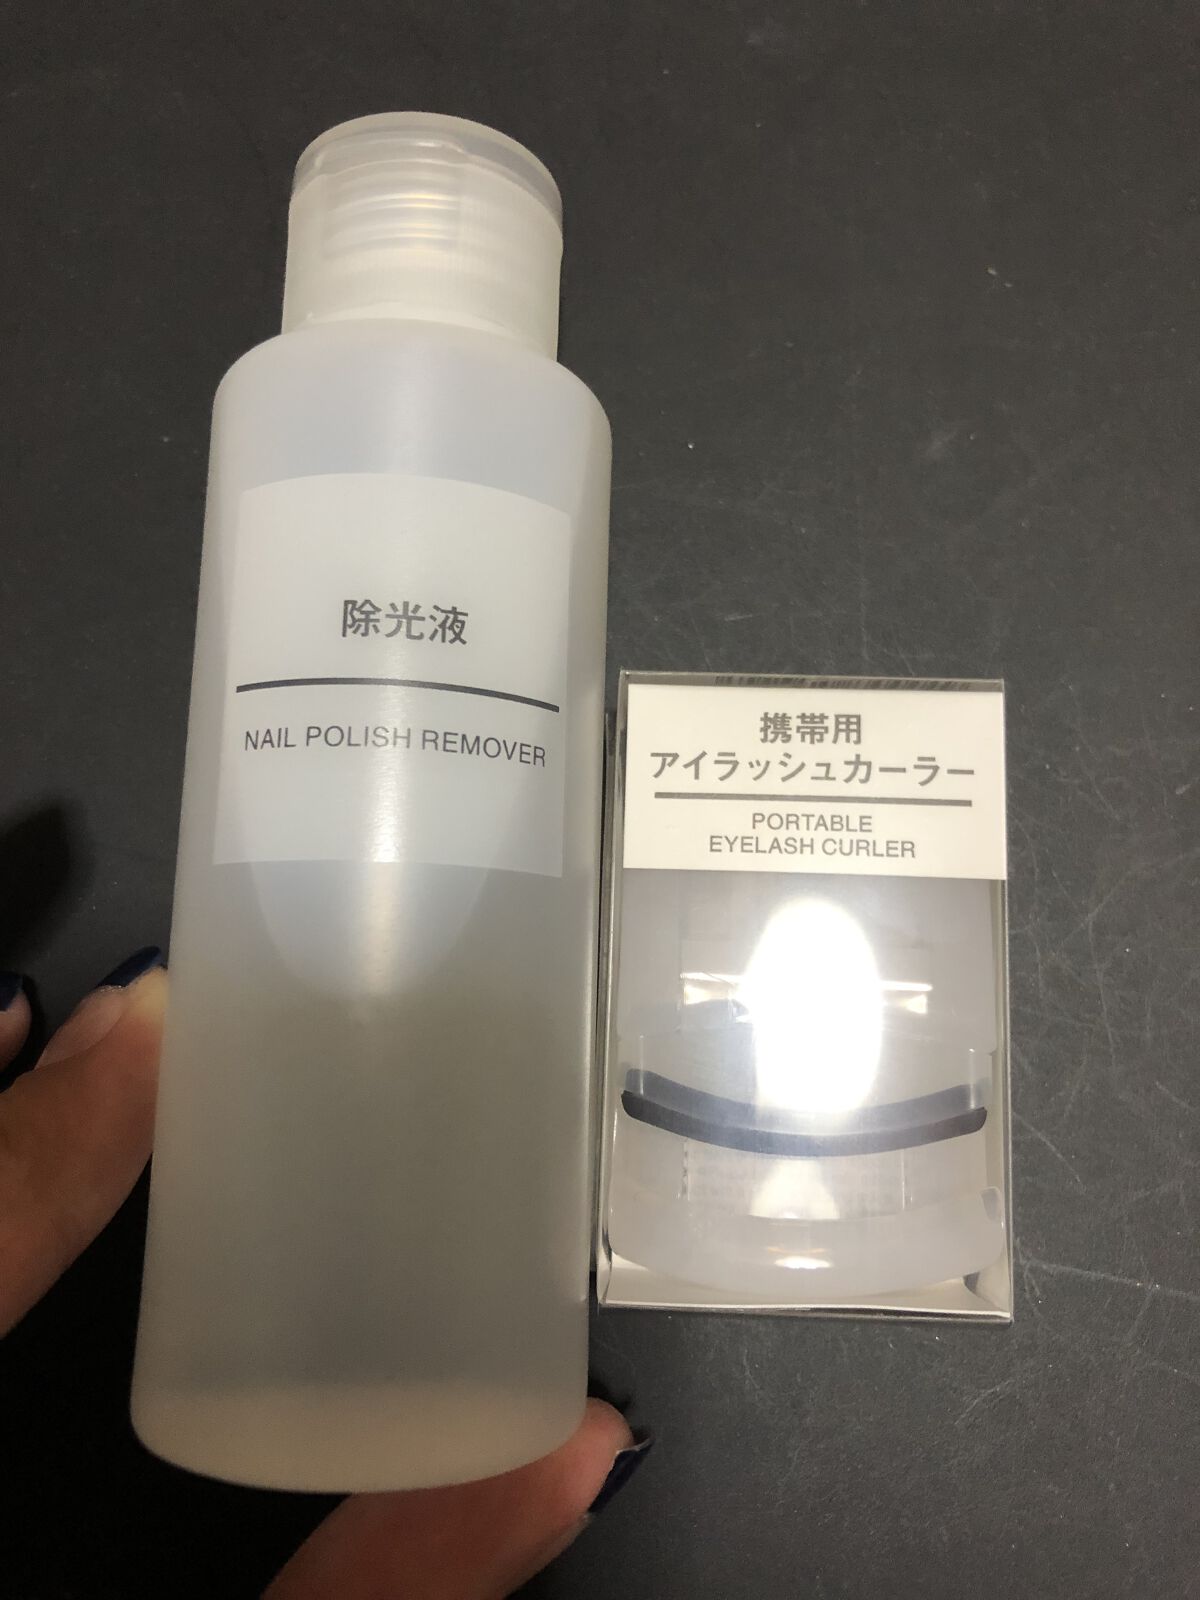 除光液
NAIL POLISH REMOVER
携帯用
アイラッシュカーラー
PORTABLE
EYELASH CURLER